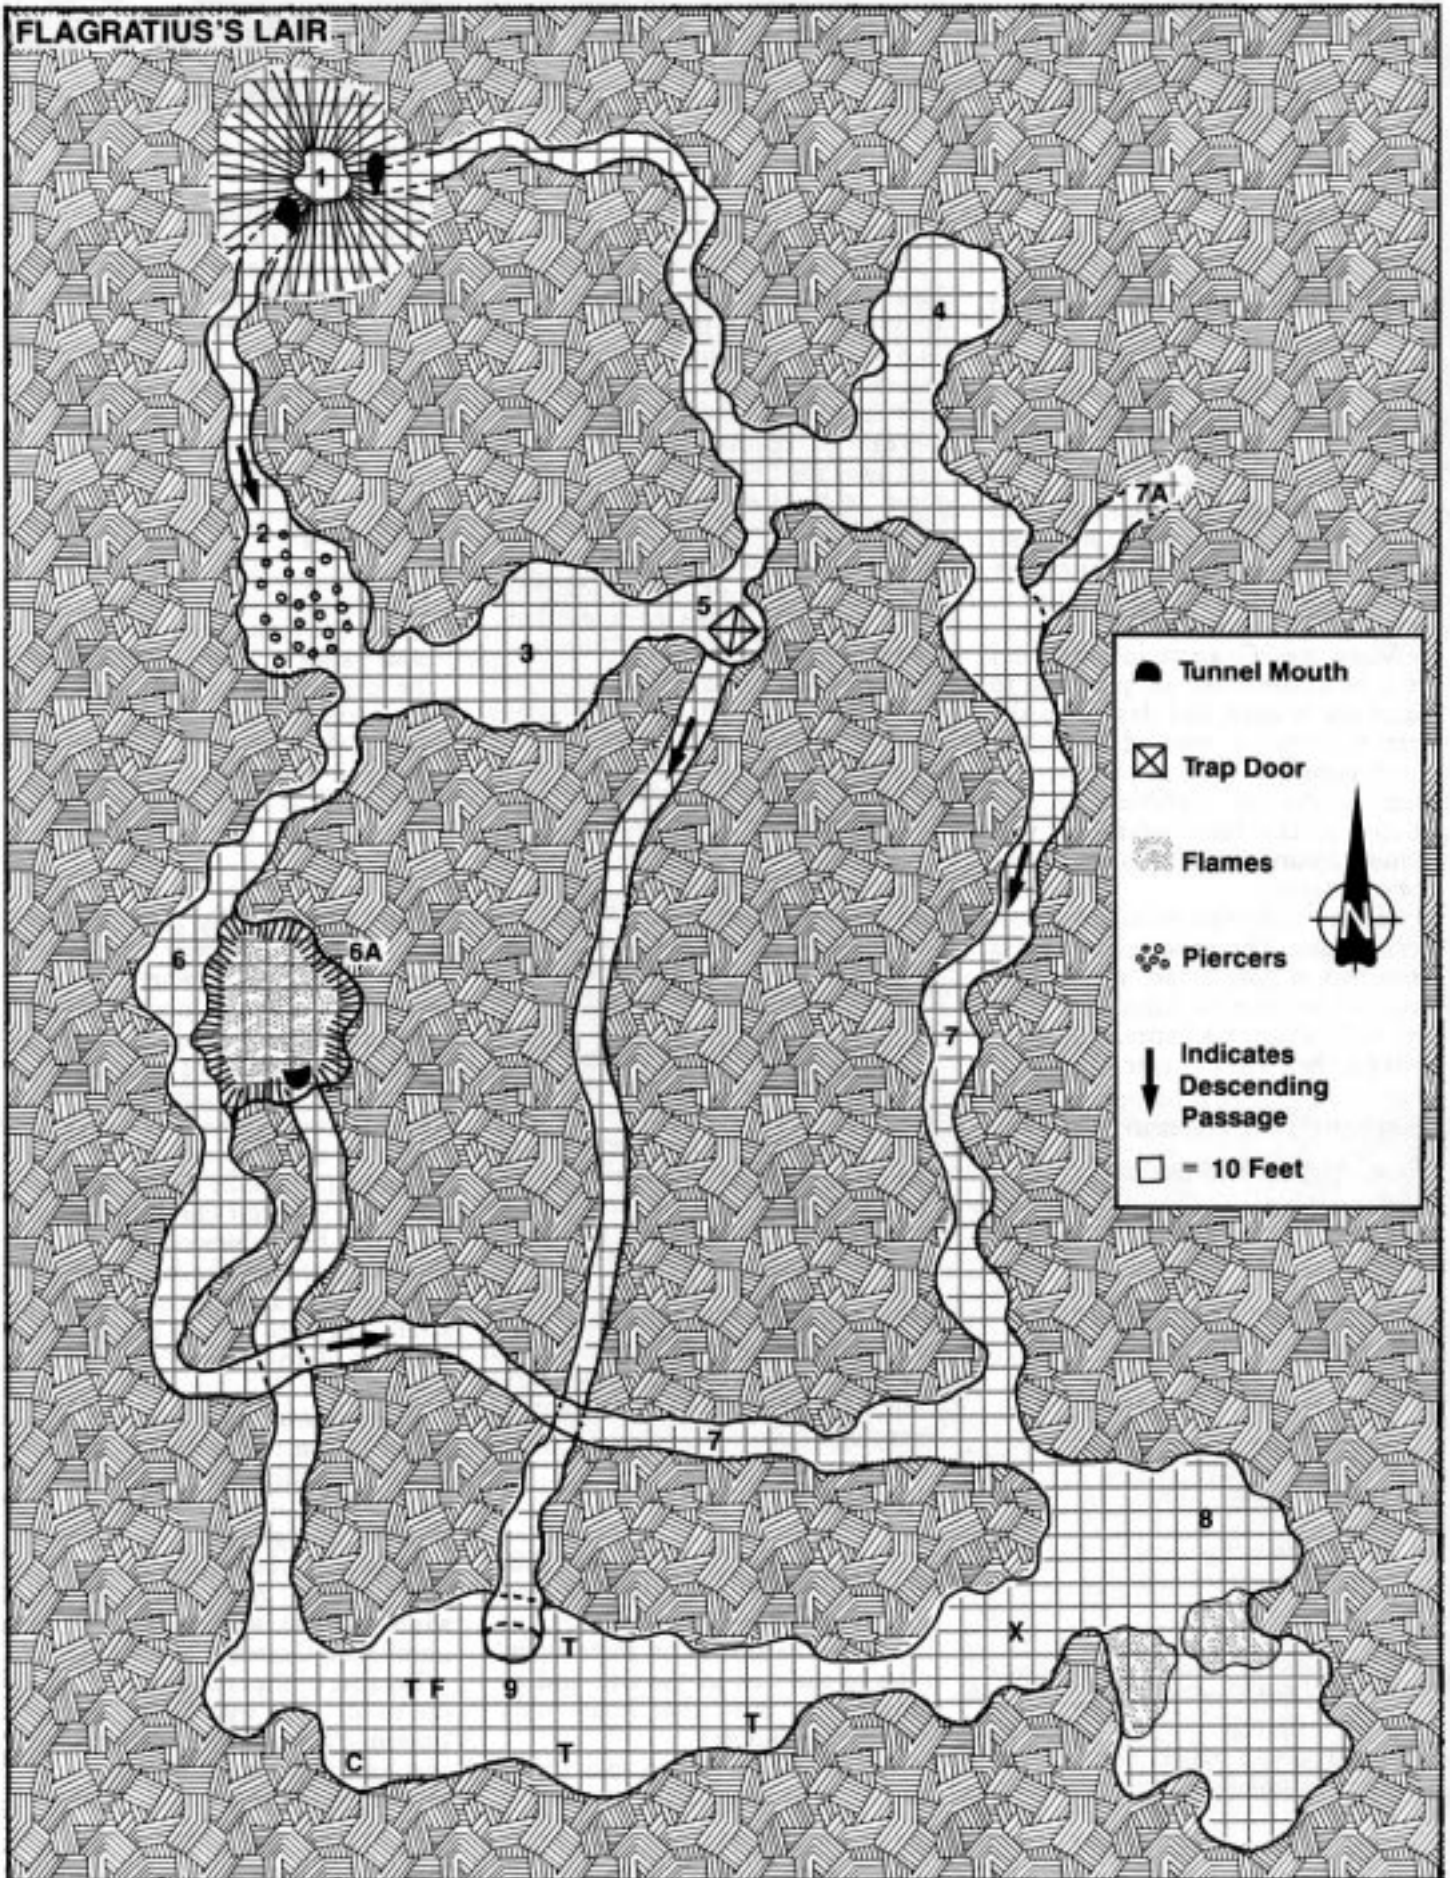 FLAGRATIUS'S LAIR
1
4
7A
2
5
3
Tunnel Mouth
Trap Door
Flames
N
6
6A
Piercers
7
Indicates
Descending
Passage
= 10 Feet
7
8
X
T
T F
9
T
T
C